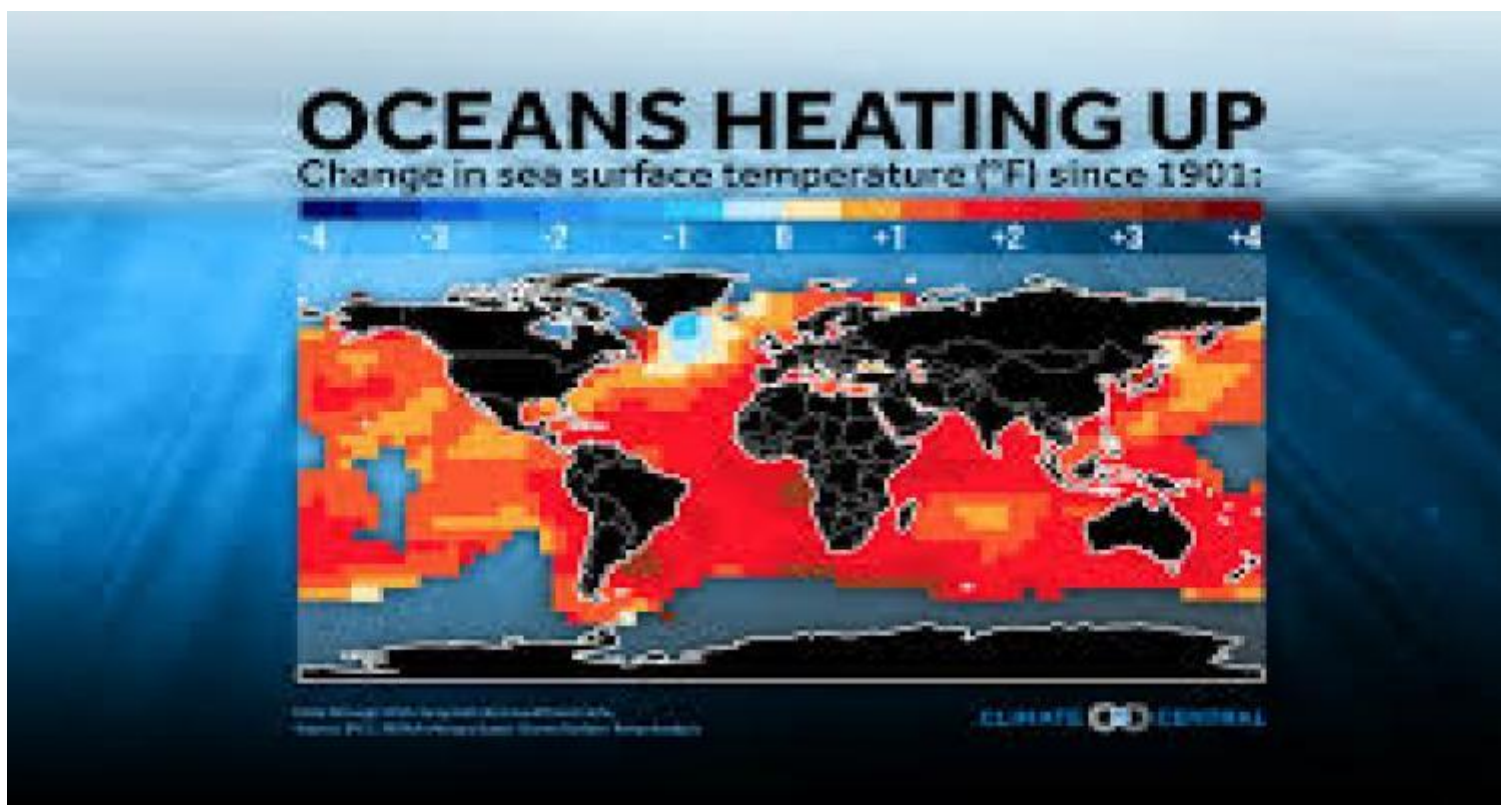 OCEANS HEATING UP
Change in sea surface temperature (°F) since 1901:
-4 -3 -2 -1 0 +1 +2 +3 +4
CLIMATE CENTRAL